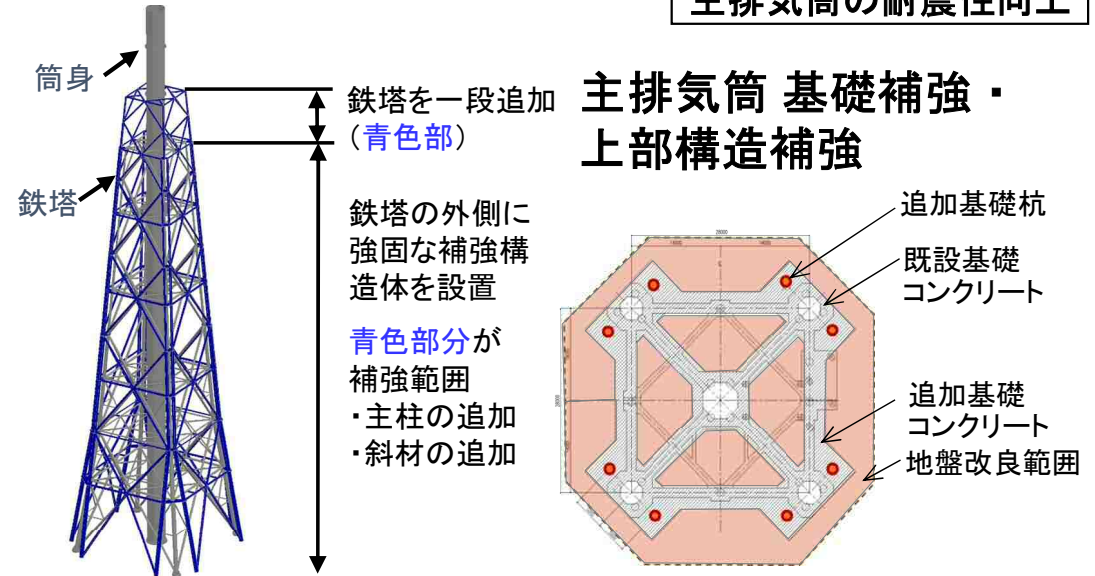 主排気筒の耐震性向上
筒身
鉄塔
鉄塔を一段追加
（青色部）
鉄塔の外側に
強固な補強構
造体を設置
青色部分が
補強範囲
・主柱の追加
・斜材の追加
主排気筒 基礎補強・
上部構造補強
追加基礎杭
既設基礎
コンクリート
追加基礎
コンクリート
地盤改良範囲
28000
14000
14000
28000